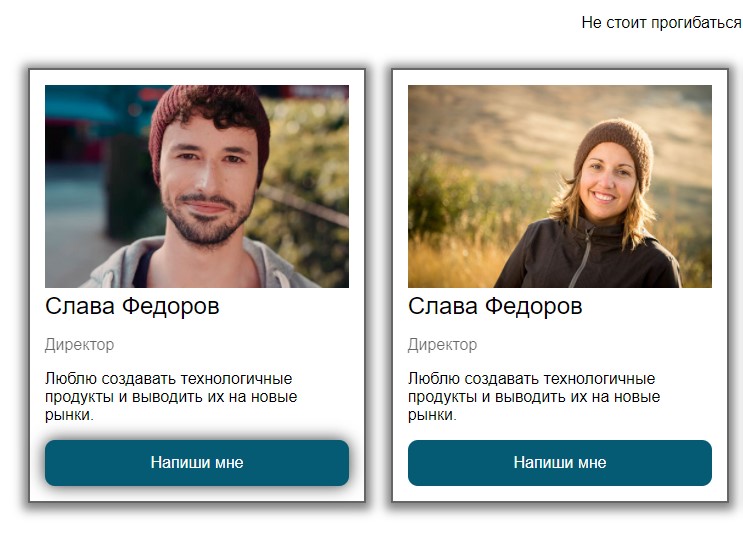 Не стоит прогибаться
Слава Федоров
Директор
Люблю создавать технологичные
продукты и выводить их на новые
рынки.
Напиши мне
Слава Федоров
Директор
Люблю создавать технологичные
продукты и выводить их на новые
рынки.
Напиши мне